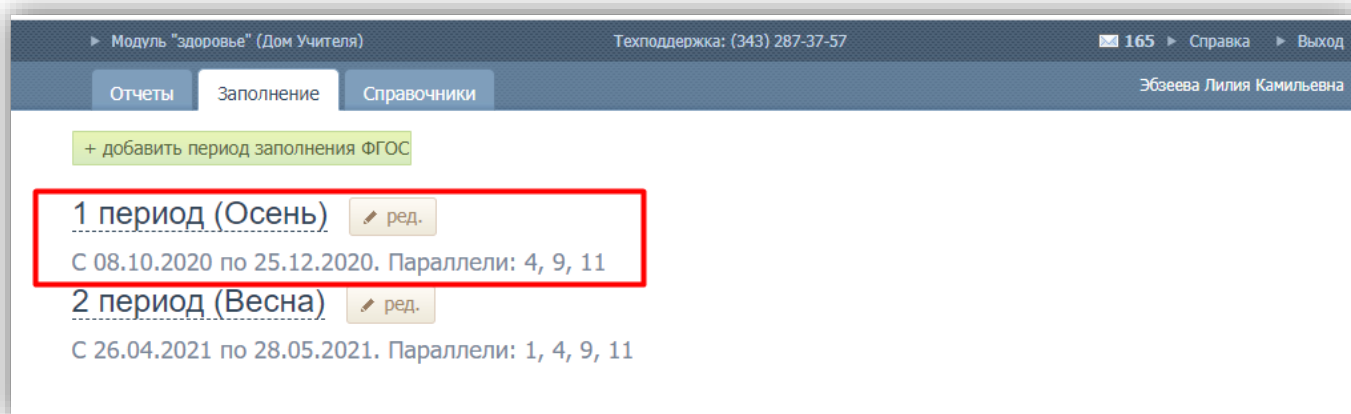 Модуль "здоровье" (Дом Учителя) Техподдержка: (343) 287-37-57 165 Справка Выход
Отчеты Заполнение Справочники Эбзеева Лилия Камильевна
+ добавить период заполнения ФГОС
1 период (Осень) ред.
С 08.10.2020 по 25.12.2020. Параллели: 4, 9, 11
2 период (Весна) ред.
С 26.04.2021 по 28.05.2021. Параллели: 1, 4, 9, 11